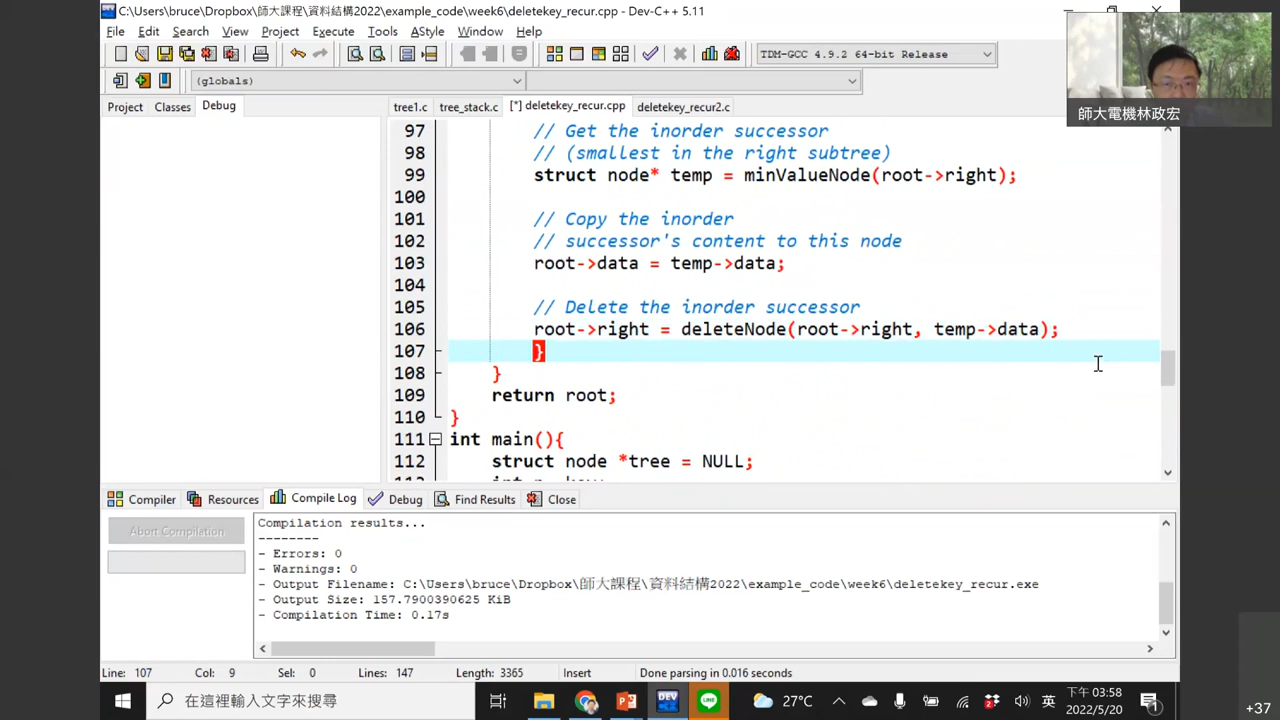 C:\Users\bruce\Dropbox\師大課程\資料結構2022\example_code\week6\deletekey_recur.cpp - Dev-C++ 5.11
File Edit Search View Project Execute Tools AStyle Window Help
TDM-GCC 4.9.2 64-bit Release
(globals)
師大電機林政宏
Project Classes Debug
tree1.c tree_stack.c [*] deletekey_recur.cpp deletekey_recur2.c
97 // Get the inorder successor
98 // (smallest in the right subtree)
99 struct node* temp = minValueNode(root->right);
100
101 // Copy the inorder
102 // successor's content to this node
103 root->data = temp->data;
104
105 // Delete the inorder successor
106 root->right = deleteNode(root->right, temp->data);
107 }
108 }
109 return root;
110 }
111 int main(){
112 struct node *tree = NULL;
Compiler Resources Compile Log Debug Find Results Close
Abort Compilation
Compilation results...
--------
- Errors: 0
- Warnings: 0
- Output Filename: C:\Users\bruce\Dropbox\師大課程\資料結構2022\example_code\week6\deletekey_recur.exe
- Output Size: 157.7900390625 KiB
- Compilation Time: 0.17s
Line: 107 Col: 9 Sel: 0 Lines: 147 Length: 3365 Insert Done parsing in 0.016 seconds
在這裡輸入文字來搜尋
DEV
27°C
英
下午 03:58
2022/5/20
1
+37